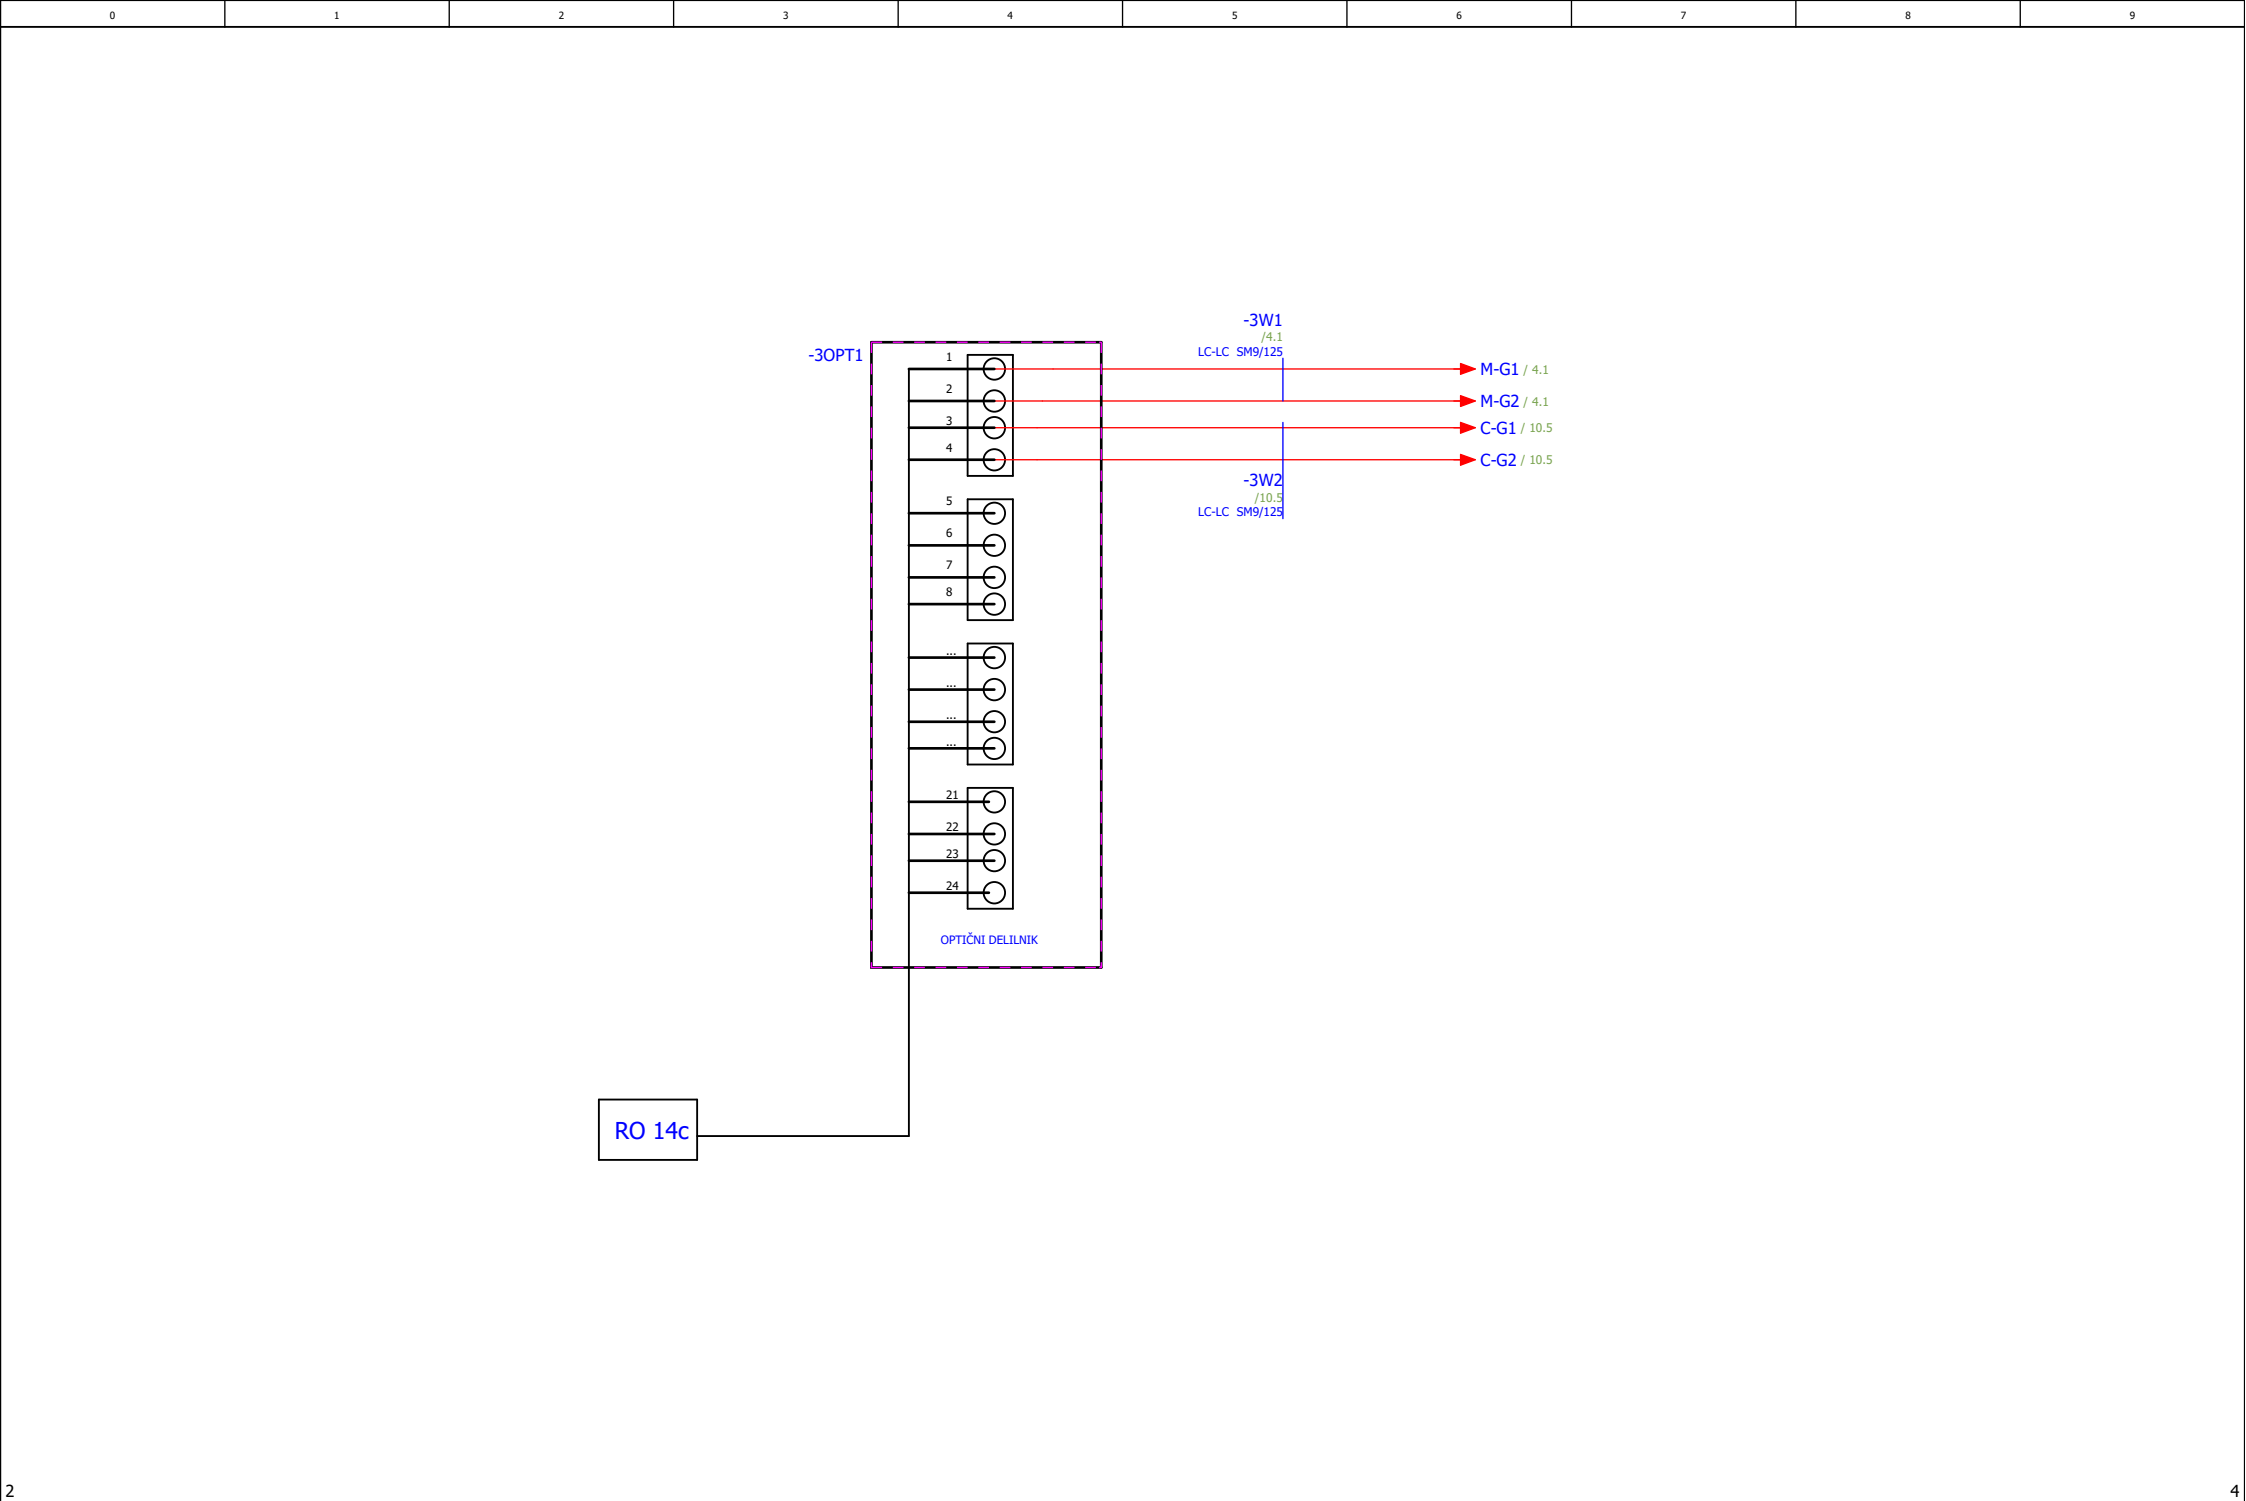 0 1 2 3 4 5 6 7 8 9
-3W1
/4.1
LC-LC SM9/125
-3OPT1
1
M-G1 / 4.1
2
M-G2 / 4.1
3
C-G1 / 10.5
4
C-G2 / 10.5
-3W2
/10.5
LC-LC SM9/125
5
6
7
8
...
...
...
...
21
22
23
24
OPTIČNI DELILNIK
RO 14c
2
4